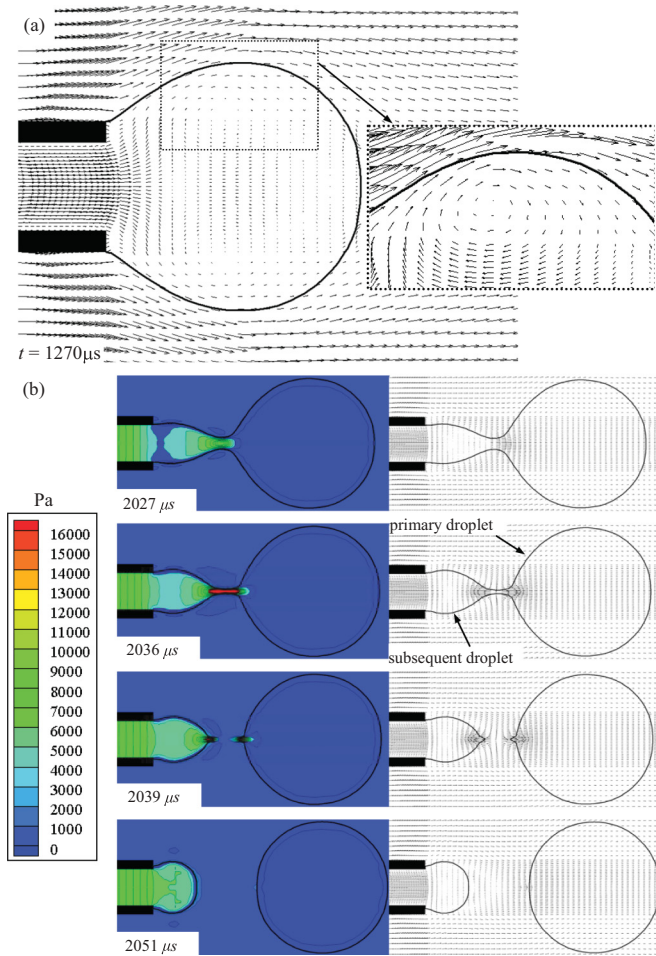 (a)
t = 1270μs
(b)
2027 μs
Pa
16000
15000
14000
13000
12000
11000
10000
9000
8000
7000
6000
5000
4000
3000
2000
1000
0
primary droplet
2036 μs
subsequent droplet
2039 μs
2051 μs